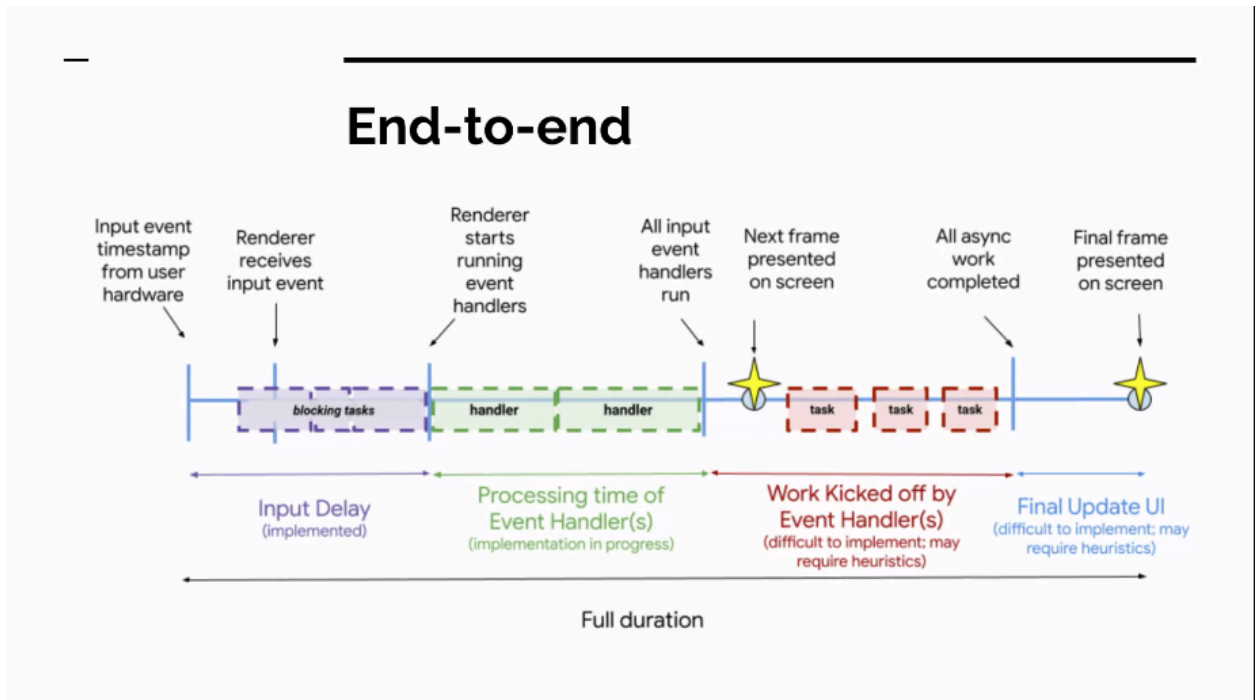 End-to-end
Input event
timestamp
from user
hardware
Renderer
receives
input event
Renderer
starts
running
event
handlers
All input
event
handlers
run
Next frame
presented
on screen
All async
work
completed
Final frame
presented
on screen
blocking tasks
handler
handler
task
task
task
Input Delay
(implemented)
Processing time of
Event Handler(s)
(implementation in progress)
Work Kicked off by
Event Handler(s)
(difficult to implement; may
require heuristics)
Final Update UI
(difficult to implement; may
require heuristics)
Full duration